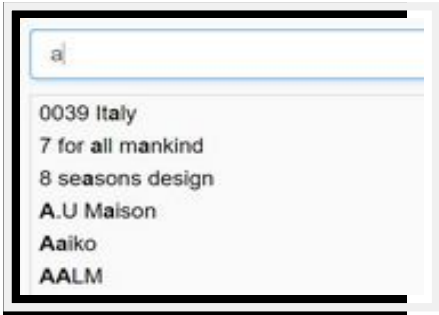 a
0039 Italy
7 for all mankind
8 seasons design
A.U Maison
Aaiko
AALM